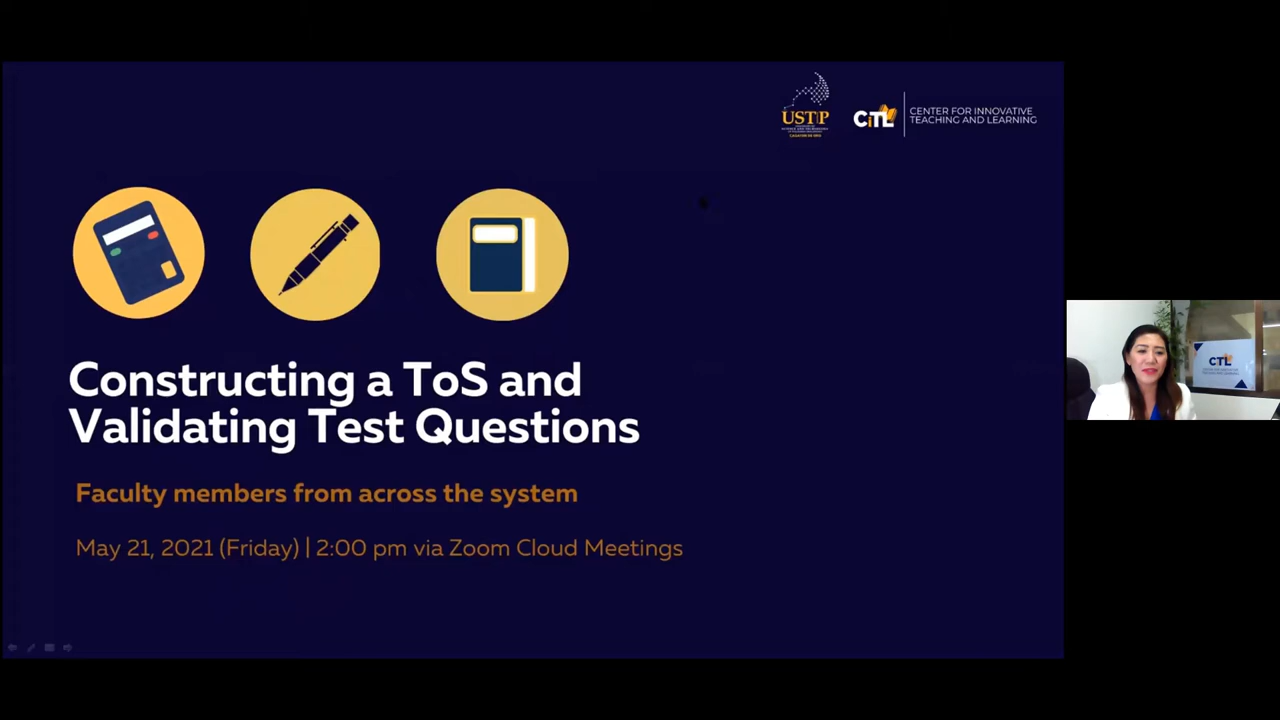 USTP
CiTL
CENTER FOR INNOVATIVE
TEACHING AND LEARNING
Constructing a ToS and
Validating Test Questions
Faculty members from across the system
May 21, 2021 (Friday) | 2:00 pm via Zoom Cloud Meetings
CTL